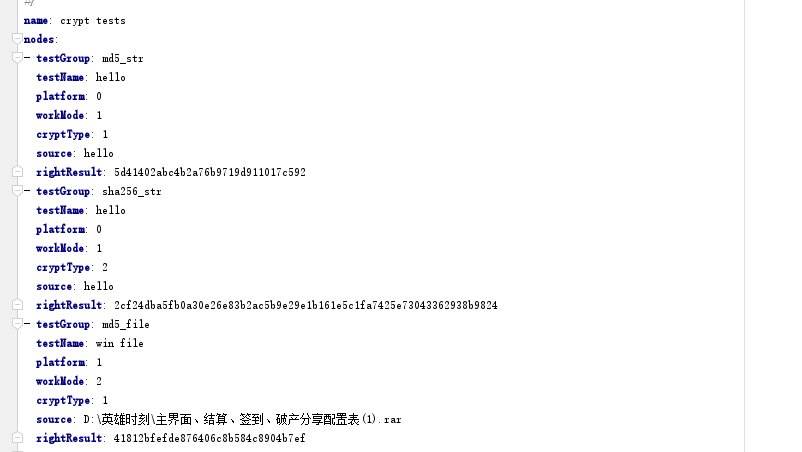 #/
name: crypt tests
nodes:
- testGroup: md5_str
testName: hello
platform: 0
workMode: 1
cryptType: 1
source: hello
rightResult: 5d41402abc4b2a76b9719d911017c592
- testGroup: sha256_str
testName: hello
platform: 0
workMode: 1
cryptType: 2
source: hello
rightResult: 2cf24dba5fb0a30e26e83b2ac5b9e29e1b161e5c1fa7425e73043362938b9824
- testGroup: md5_file
testName: win file
platform: 1
workMode: 2
cryptType: 1
source: D:\英雄时刻\主界面、结算、签到、破产分享配置表(1).rar
rightResult: 41812bfefde876406c8b584c8904b7ef